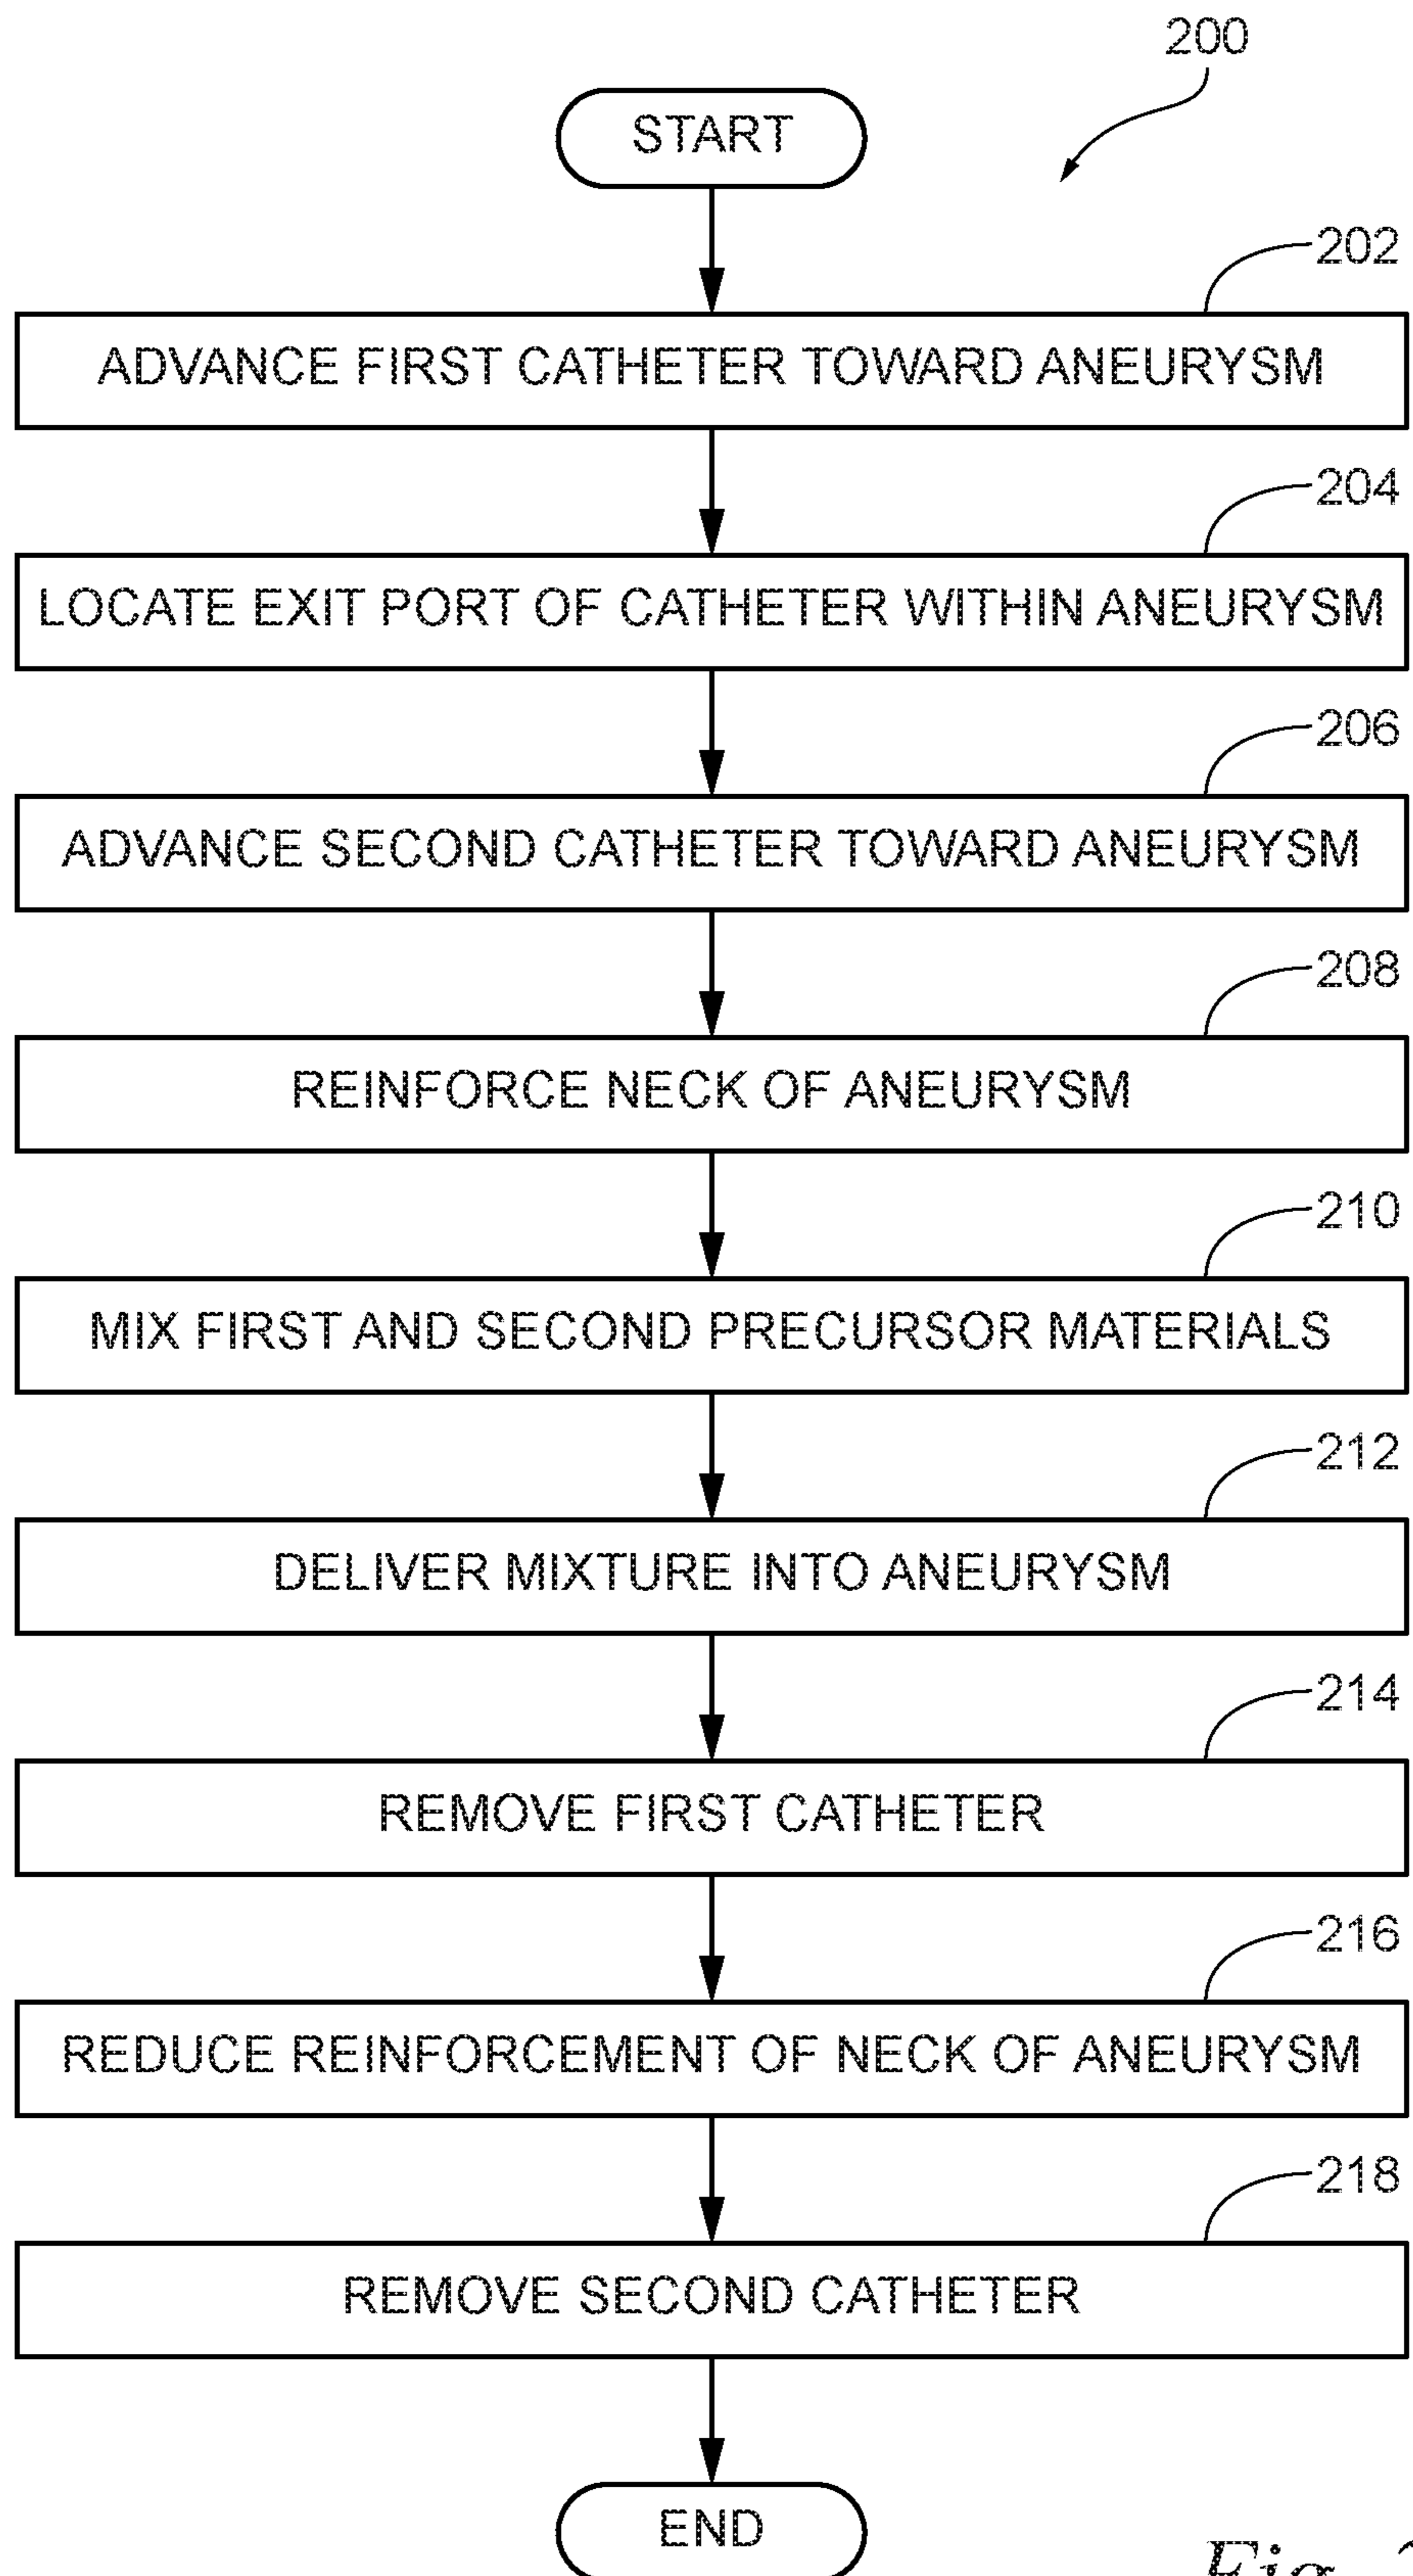 200
START
202
ADVANCE FIRST CATHETER TOWARD ANEURYSM
204
LOCATE EXIT PORT OF CATHETER WITHIN ANEURYSM
206
ADVANCE SECOND CATHETER TOWARD ANEURYSM
208
REINFORCE NECK OF ANEURYSM
210
MIX FIRST AND SECOND PRECURSOR MATERIALS
212
DELIVER MIXTURE INTO ANEURYSM
214
REMOVE FIRST CATHETER
216
REDUCE REINFORCEMENT OF NECK OF ANEURYSM
218
REMOVE SECOND CATHETER
END
Fig.